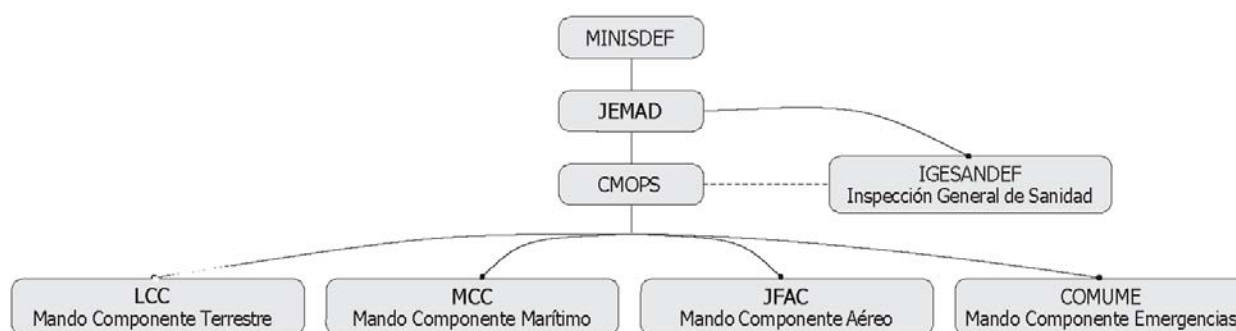 MINISDEF
JEMAD
CMOPS
IGESANDEF
Inspección General de Sanidad
LCC
Mando Componente Terrestre
MCC
Mando Componente Marítimo
JFAC
Mando Componente Aéreo
COMUME
Mando Componente Emergencias